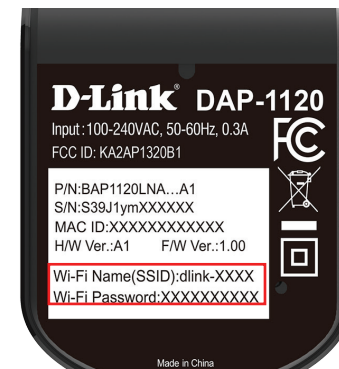 D-Link® DAP-1120
Input:100-240VAC, 50-60Hz, 0.3A
FCC ID: KA2AP1320B1
FC
P/N:BAP1120LNA...A1
S/N:S39J1ymXXXXXX
MAC ID:XXXXXXXXXXXX
H/W Ver.:A1 F/W Ver.:1.00
Wi-Fi Name(SSID):dlink-XXXX
Wi-Fi Password:XXXXXXXXXX
Made in China